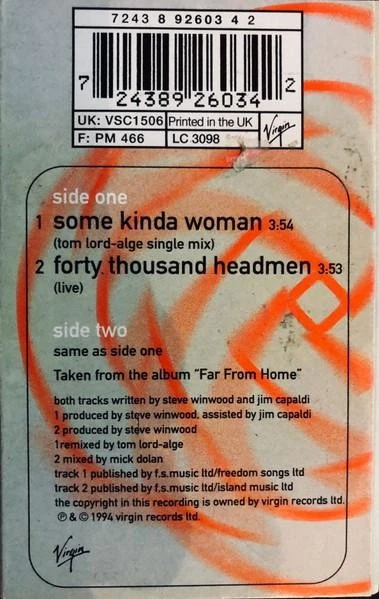 7243 8 92603 4 2
7 24389 26034 2
UK: VSC1506 Printed in the UK
F: PM 466 LC 3098 Virgin
side one
1 some kinda woman 3:54
(tom lord-alge single mix)
2 forty thousand headmen 3:53
(live)
side two
same as side one
Taken from the album "Far From Home"
both tracks written by steve winwood and jim capaldi
1 produced by steve winwood, assisted by jim capaldi
2 produced by steve winwood
1 remixed by tom lord-alge
2 mixed by mick dolan
track 1 published by f.s.music ltd/freedom songs ltd
track 2 published by f.s.music ltd/island music ltd
the copyright in this recording is owned by virgin records ltd.
℗ & © 1994 virgin records ltd.
Virgin